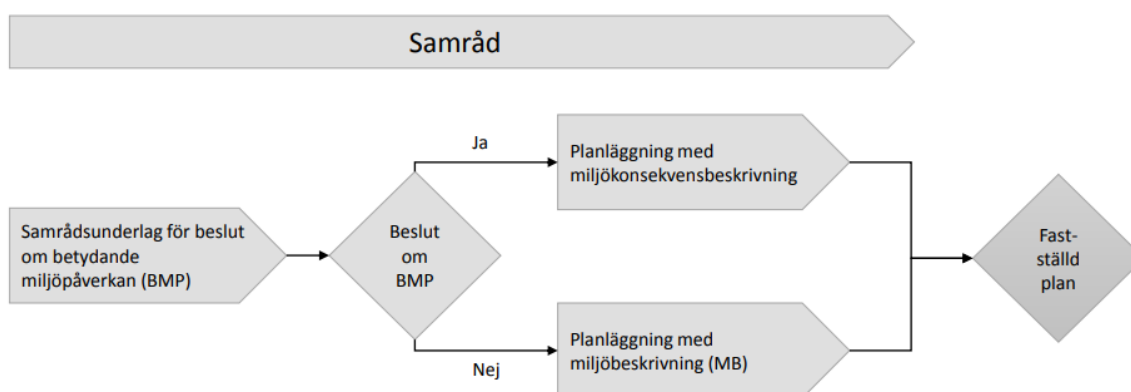 Samråd
Ja
Planläggning med
miljökonsekvensbeskrivning
Samrådsunderlag för beslut
om betydande
miljöpåverkan (BMP)
Beslut
om
BMP
Fast-
ställd
plan
Planläggning med
miljöbeskrivning (MB)
Nej